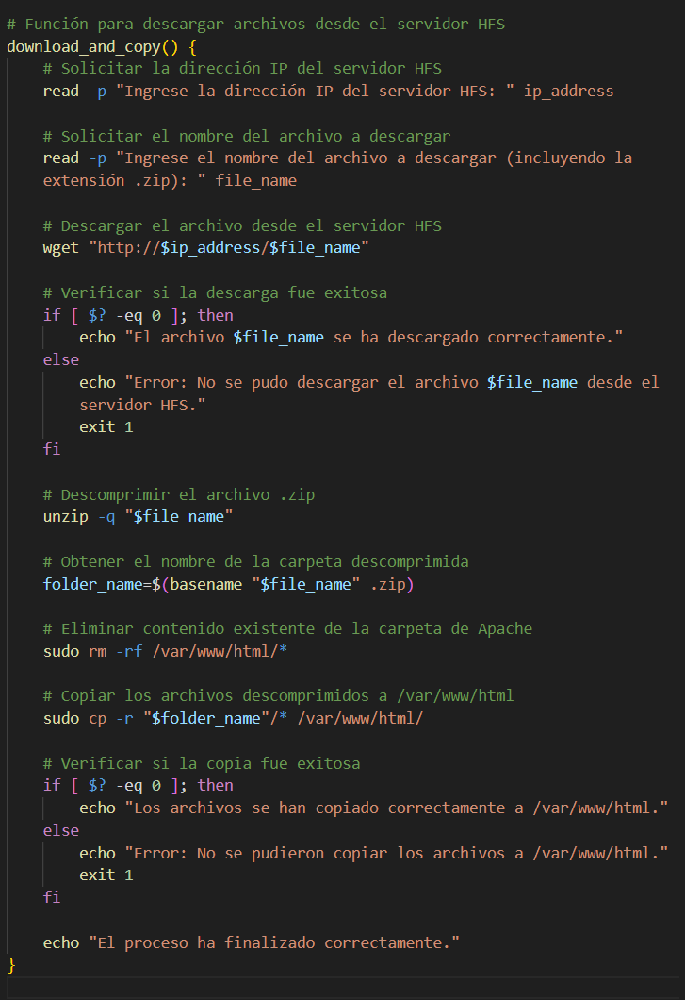 # Función para descargar archivos desde el servidor HFS
download_and_copy() {
    # Solicitar la dirección IP del servidor HFS
    read -p "Ingrese la dirección IP del servidor HFS: " ip_address

    # Solicitar el nombre del archivo a descargar
    read -p "Ingrese el nombre del archivo a descargar (incluyendo la
    extensión .zip): " file_name

    # Descargar el archivo desde el servidor HFS
    wget "http://$ip_address/$file_name"

    # Verificar si la descarga fue exitosa
    if [ $? -eq 0 ]; then
        echo "El archivo $file_name se ha descargado correctamente."
    else
        echo "Error: No se pudo descargar el archivo $file_name desde el
        servidor HFS."
        exit 1
    fi

    # Descomprimir el archivo .zip
    unzip -q "$file_name"

    # Obtener el nombre de la carpeta descomprimida
    folder_name=$(basename "$file_name" .zip)

    # Eliminar contenido existente de la carpeta de Apache
    sudo rm -rf /var/www/html/*

    # Copiar los archivos descomprimidos a /var/www/html
    sudo cp -r "$folder_name"/* /var/www/html/

    # Verificar si la copia fue exitosa
    if [ $? -eq 0 ]; then
        echo "Los archivos se han copiado correctamente a /var/www/html."
    else
        echo "Error: No se pudieron copiar los archivos a /var/www/html."
        exit 1
    fi

    echo "El proceso ha finalizado correctamente."
}